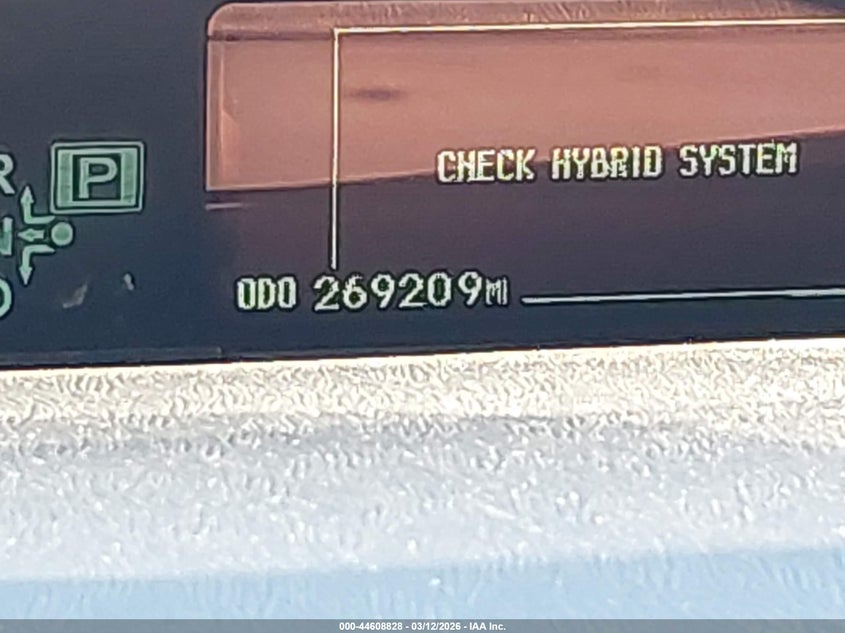 R
P
N
D
CHECK HYBRID SYSTEM
ODO 269209MI
000-44608828 - 03/12/2026 - IAA Inc.